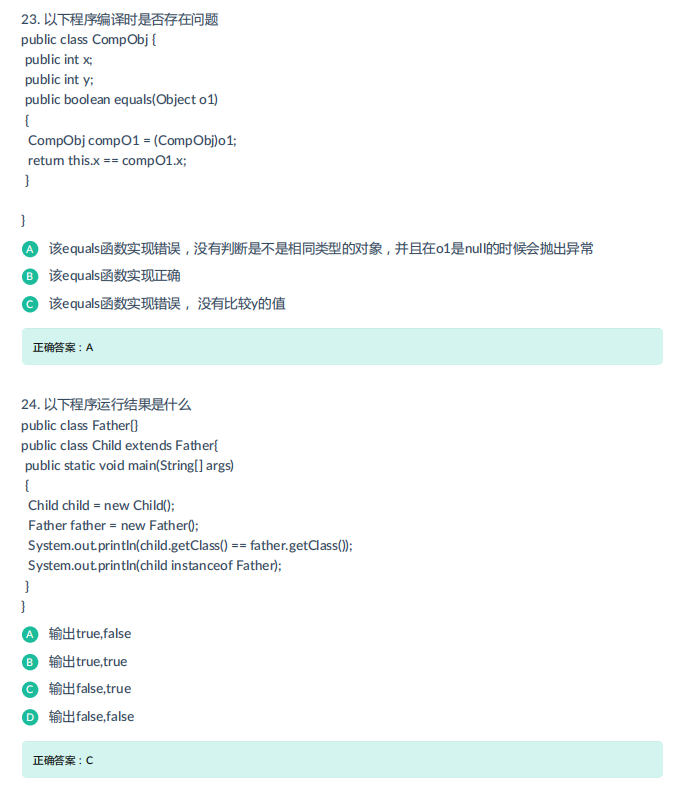 23. 以下程序编译时是否存在问题
public class CompObj {
public int x;
public int y;
public boolean equals(Object o1)
{
CompObj compO1 = (CompObj)o1;
return this.x == compO1.x;
}
}
A 该equals函数实现错误，没有判断是不是相同类型的对象，并且在o1是null的时候会抛出异常
B 该equals函数实现正确
C 该equals函数实现错误， 没有比较y的值
正确答案：A
24. 以下程序运行结果是什么
public class Father{}
public class Child extends Father{
public static void main(String[] args)
{
Child child = new Child();
Father father = new Father();
System.out.println(child.getClass() == father.getClass());
System.out.println(child instanceof Father);
}
}
A 输出true,false
B 输出true,true
C 输出false,true
D 输出false,false
正确答案：C